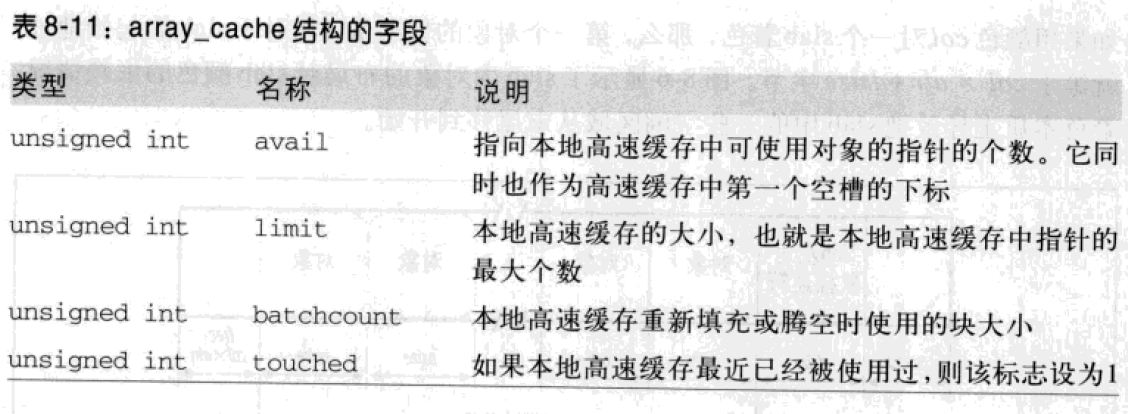 表 8-11：array_cache 结构的字段
类型 名称 说明
unsigned int avail 指向本地高速缓存中可使用对象的指针的个数。它同
时也作为高速缓存中第一个空槽的下标
unsigned int limit 本地高速缓存的大小，也就是本地高速缓存中指针的
最大个数
unsigned int batchcount 本地高速缓存重新填充或腾空时使用的块大小
unsigned int touched 如果本地高速缓存最近已经被使用过,则该标志设为1